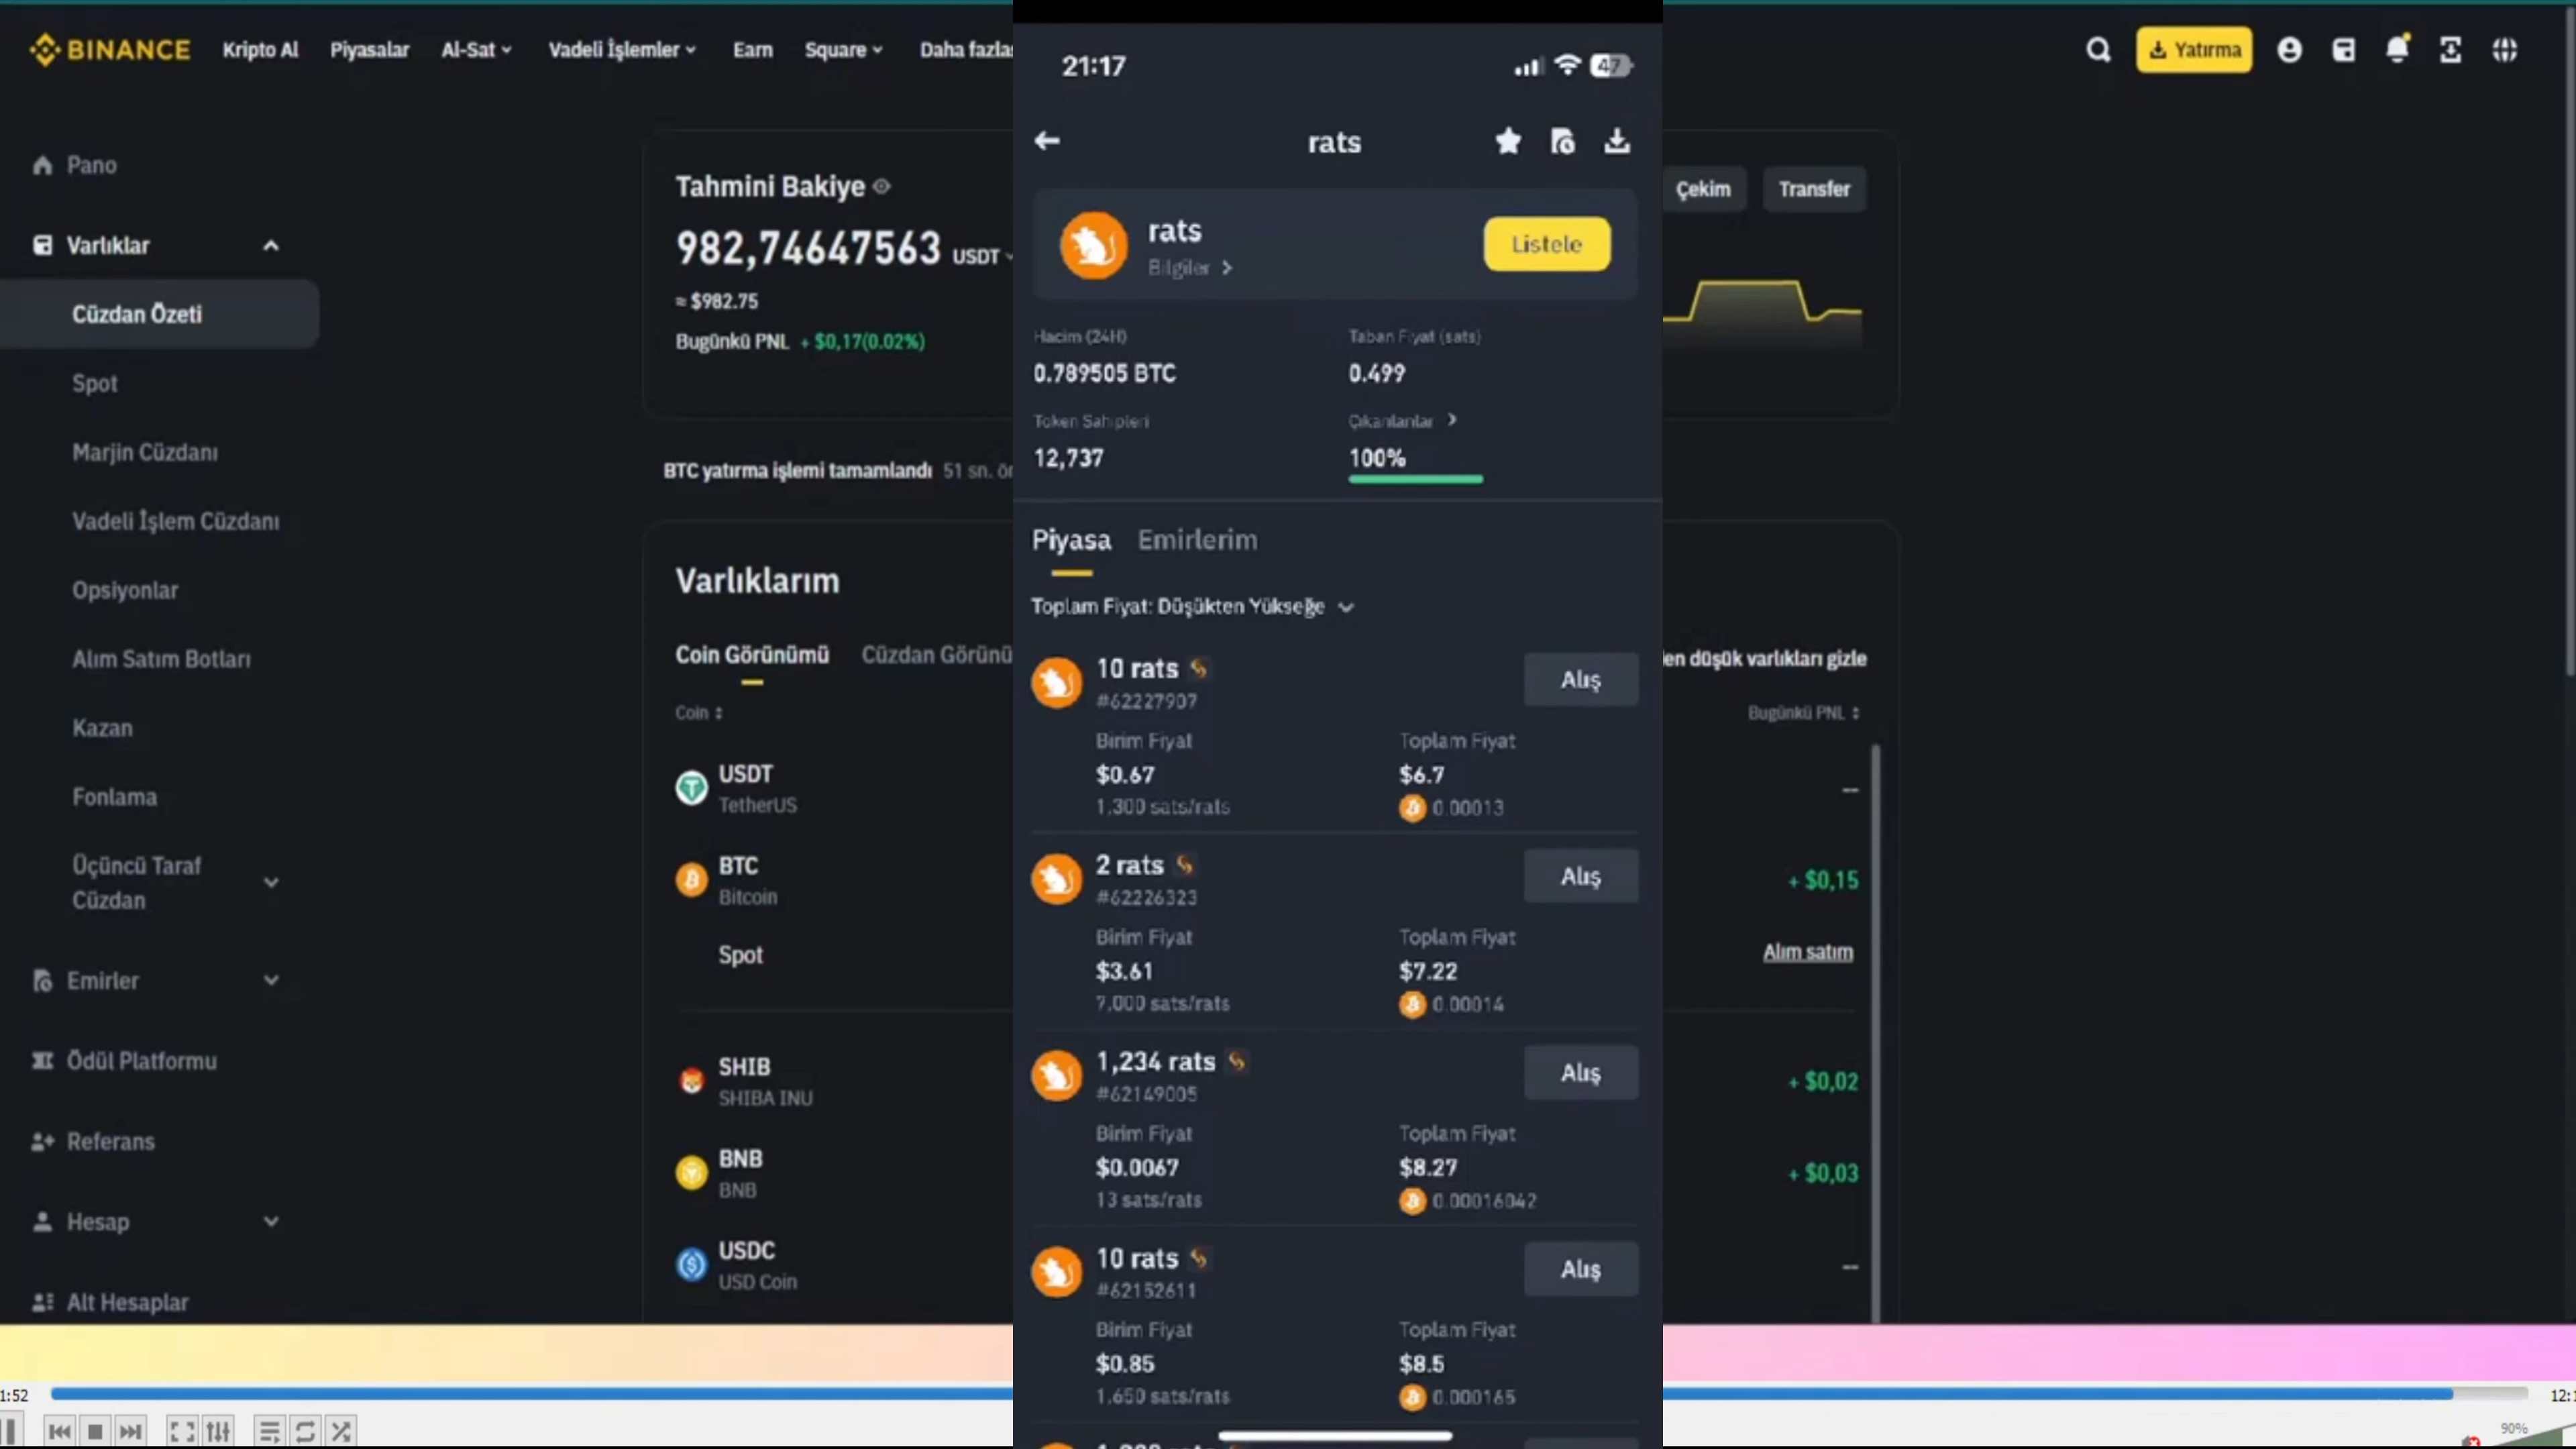 BINANCE Kripto Al Piyasalar Al-Sat Vadeli İşlemler Earn Square Daha fazlas
Yatırma
Pano
Varlıklar
Cüzdan Özeti
Spot
Marjin Cüzdanı
Vadeli İşlem Cüzdanı
Opsiyonlar
Alım Satım Botları
Kazan
Fonlama
Üçüncü Taraf
Cüzdan
Emirler
Ödül Platformu
Referans
Hesap
Alt Hesaplar
Tahmini Bakiye
982,74647563 USDT
≈ $982.75
Bugünkü PNL + $0,17(0.02%)
BTC yatırma işlemi tamamlandı 51 sn. ön
Varlıklarım
Coin Görünümü Cüzdan Görünü
Coin
USDT
TetherUS
BTC
Bitcoin
Spot
SHIB
SHIBA INU
BNB
BNB
USDC
USD Coin
21:17
47
rats
rats
Bilgiler
Listele
Hacim (24H) Taban Fiyat (sats)
0.789505 BTC 0.499
Token Sahipleri Çıkarılanlar
12,737 100%
Piyasa Emirlerim
Toplam Fiyat: Düşükten Yükseğe
10 rats Alış
#62227907
Birim Fiyat Toplam Fiyat
$0.67 $6.7
1,300 sats/rats 0.00013
2 rats Alış
#62226323
Birim Fiyat Toplam Fiyat
$3.61 $7.22
7,000 sats/rats 0.00014
1,234 rats Alış
#62149005
Birim Fiyat Toplam Fiyat
$0.0067 $8.27
13 sats/rats 0.00016042
10 rats Alış
#62152611
Birim Fiyat Toplam Fiyat
$0.85 $8.5
1,650 sats/rats 0.000165
Çekim Transfer
en düşük varlıkları gizle
Bugünkü PNL
--
+ $0,15
Alım satım
+ $0,02
+ $0,03
--
1:52
12:1
90%